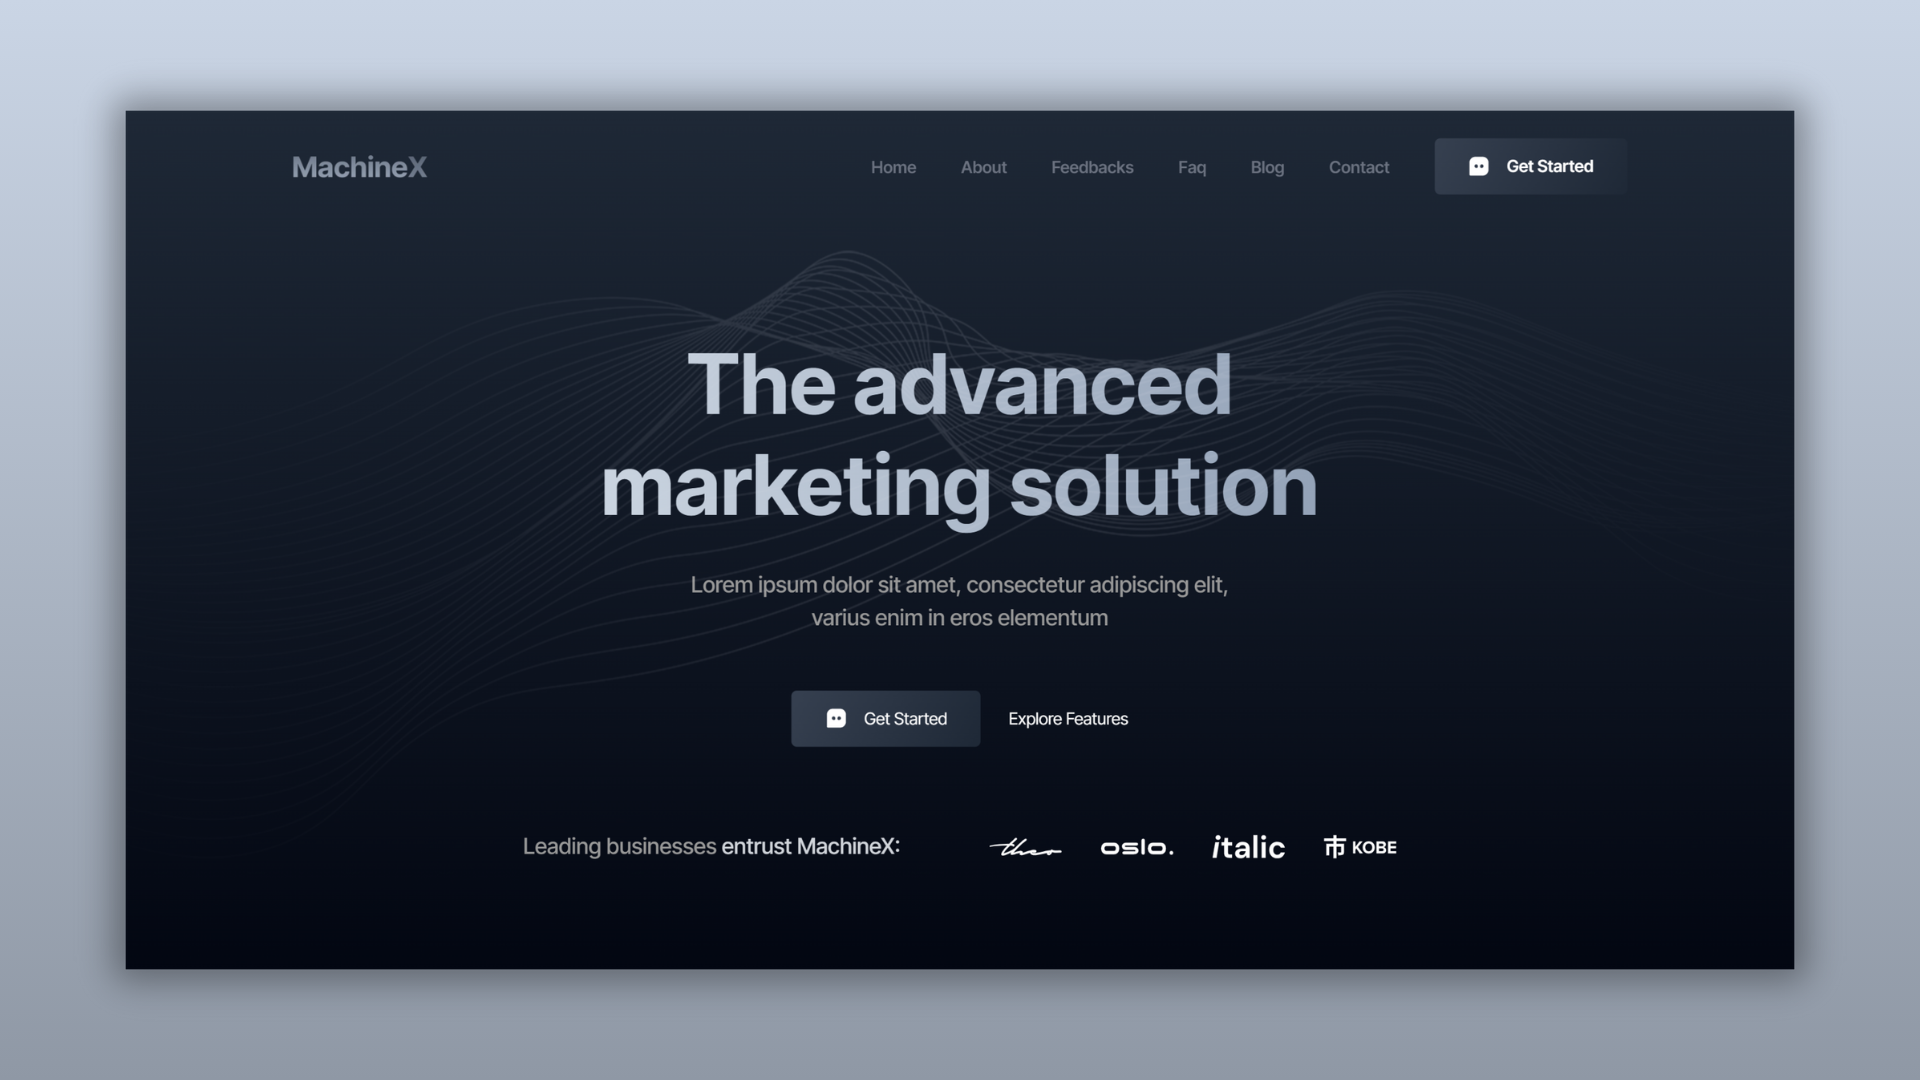 MachineX
Home
About
Feedbacks
Faq
Blog
Contact
Get Started
The advanced
marketing solution
Lorem ipsum dolor sit amet, consectetur adipiscing elit,
varius enim in eros elementum
Get Started
Explore Features
Leading businesses entrust MachineX:
theo
oslo.
italic
市 KOBE